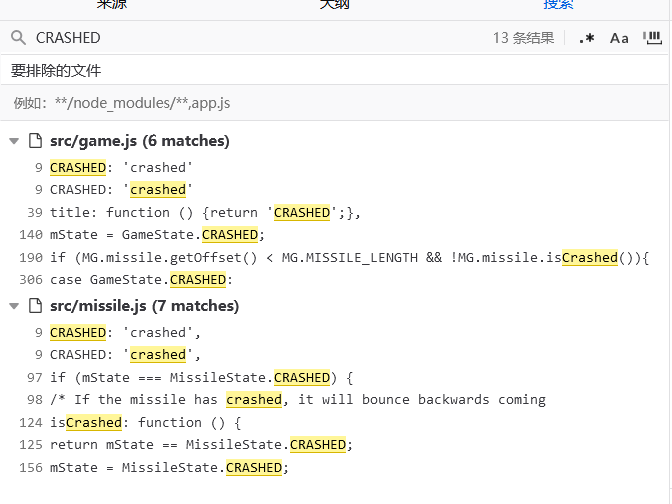 来源 大纲 搜索
CRASHED 13 条结果 .* Aa
要排除的文件
例如：**/node_modules/**,app.js
src/game.js (6 matches)
9 CRASHED: 'crashed'
9 CRASHED: 'crashed'
39 title: function () {return 'CRASHED';},
140 mState = GameState.CRASHED;
190 if (MG.missile.getOffset() < MG.MISSILE_LENGTH && !MG.missile.isCrashed()){
306 case GameState.CRASHED:
src/missile.js (7 matches)
9 CRASHED: 'crashed',
9 CRASHED: 'crashed',
97 if (mState === MissileState.CRASHED) {
98 /* If the missile has crashed, it will bounce backwards coming
124 isCrashed: function () {
125 return mState == MissileState.CRASHED;
156 mState = MissileState.CRASHED;